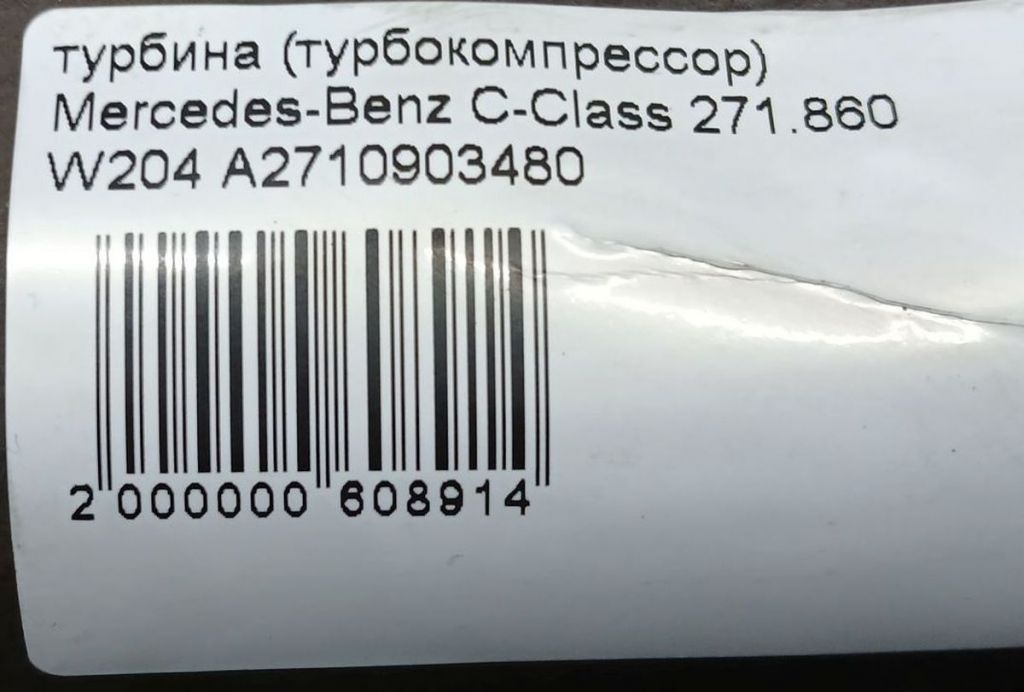 турбина (турбокомпрессор)
Mercedes-Benz C-Class 271.860
W204 A2710903480
2 000000 608914